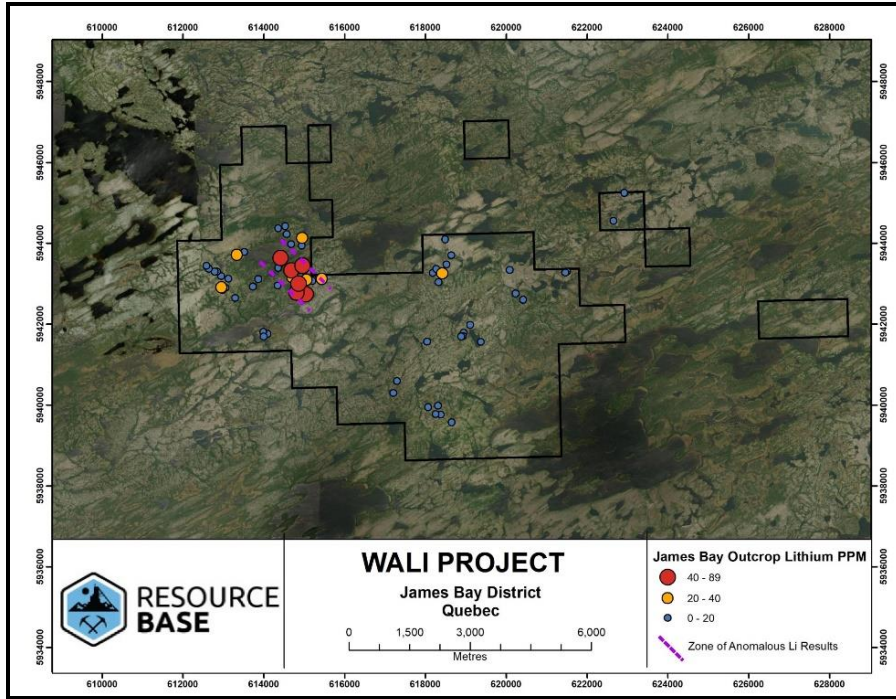 610000 612000 614000 616000 618000 620000 622000 624000 626000 628000
5948000 5948000
5946000 5946000
5944000 5944000
5942000 5942000
5940000 5940000
5938000 5938000
5936000 5936000
5934000 5934000
RESOURCE
BASE
WALI PROJECT
James Bay District
Quebec
0 1,500 3,000 6,000
Metres
James Bay Outcrop Lithium PPM
40 - 89
20 - 40
0 - 20
Zone of Anomalous Li Results
610000 612000 614000 616000 618000 620000 622000 624000 626000 628000